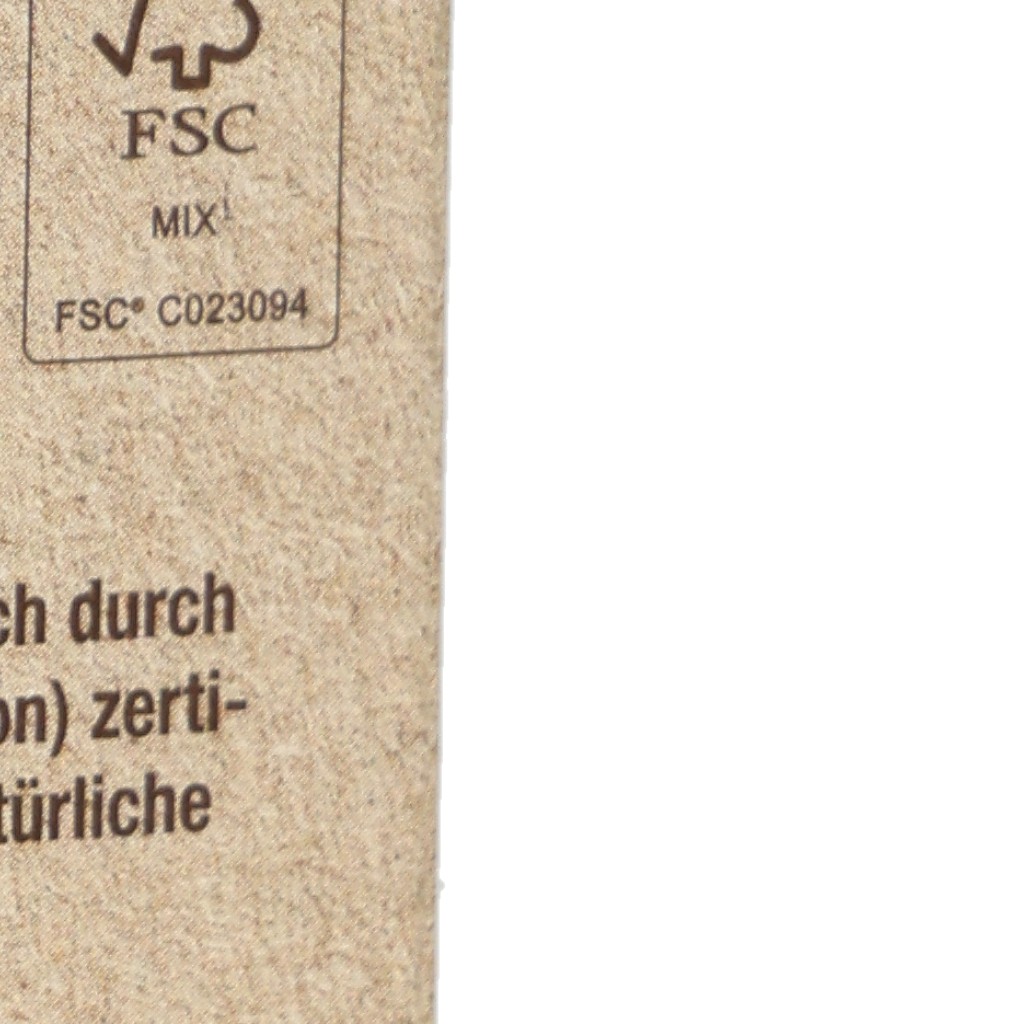 FSC
MIX¹
FSC® C023094
ch durch
on) zerti-
türliche